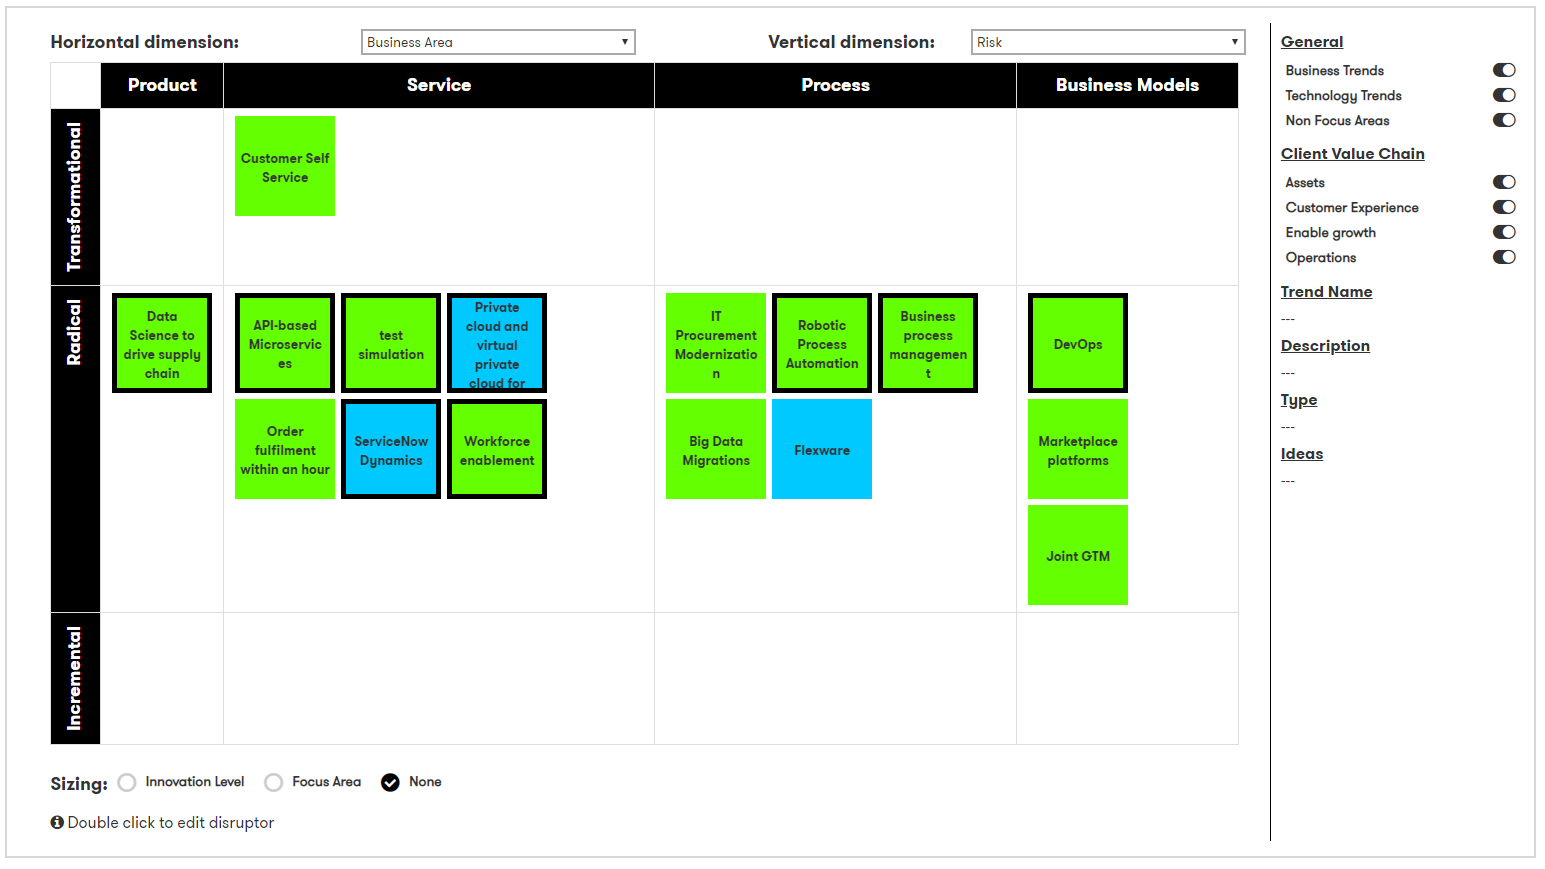 Horizontal dimension:
Business Area
Vertical dimension:
Risk
Product
Service
Process
Business Models
Transformational
Customer Self
Service
Radical
Data
Science to
drive supply
chain
API-based
Microservic
es
test
simulation
Private
cloud and
virtual
private
cloud for
Order
fulfilment
within an hour
ServiceNow
Dynamics
Workforce
enablement
IT
Procurement
Modernizatio
n
Robotic
Process
Automation
Business
process
managemen
t
Big Data
Migrations
Flexware
DevOps
Marketplace
platforms
Joint GTM
Incremental
Sizing:
Innovation Level
Focus Area
None
Double click to edit disruptor
General
Business Trends
Technology Trends
Non Focus Areas
Client Value Chain
Assets
Customer Experience
Enable growth
Operations
Trend Name
---
Description
---
Type
---
Ideas
---